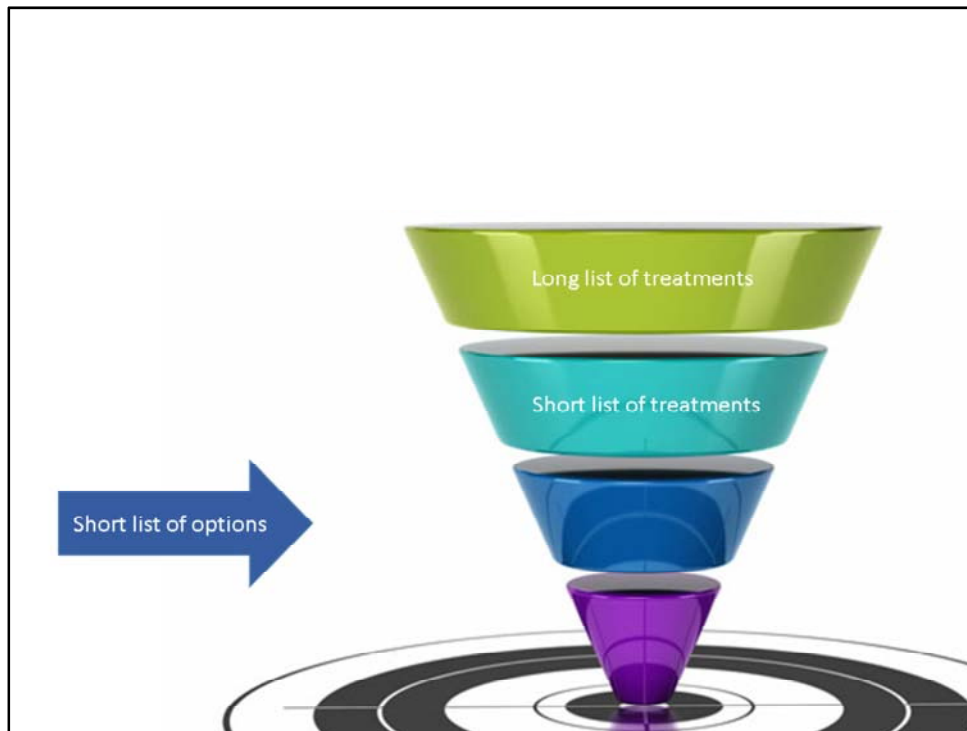 Long list of treatments
Short list of treatments
Short list of options